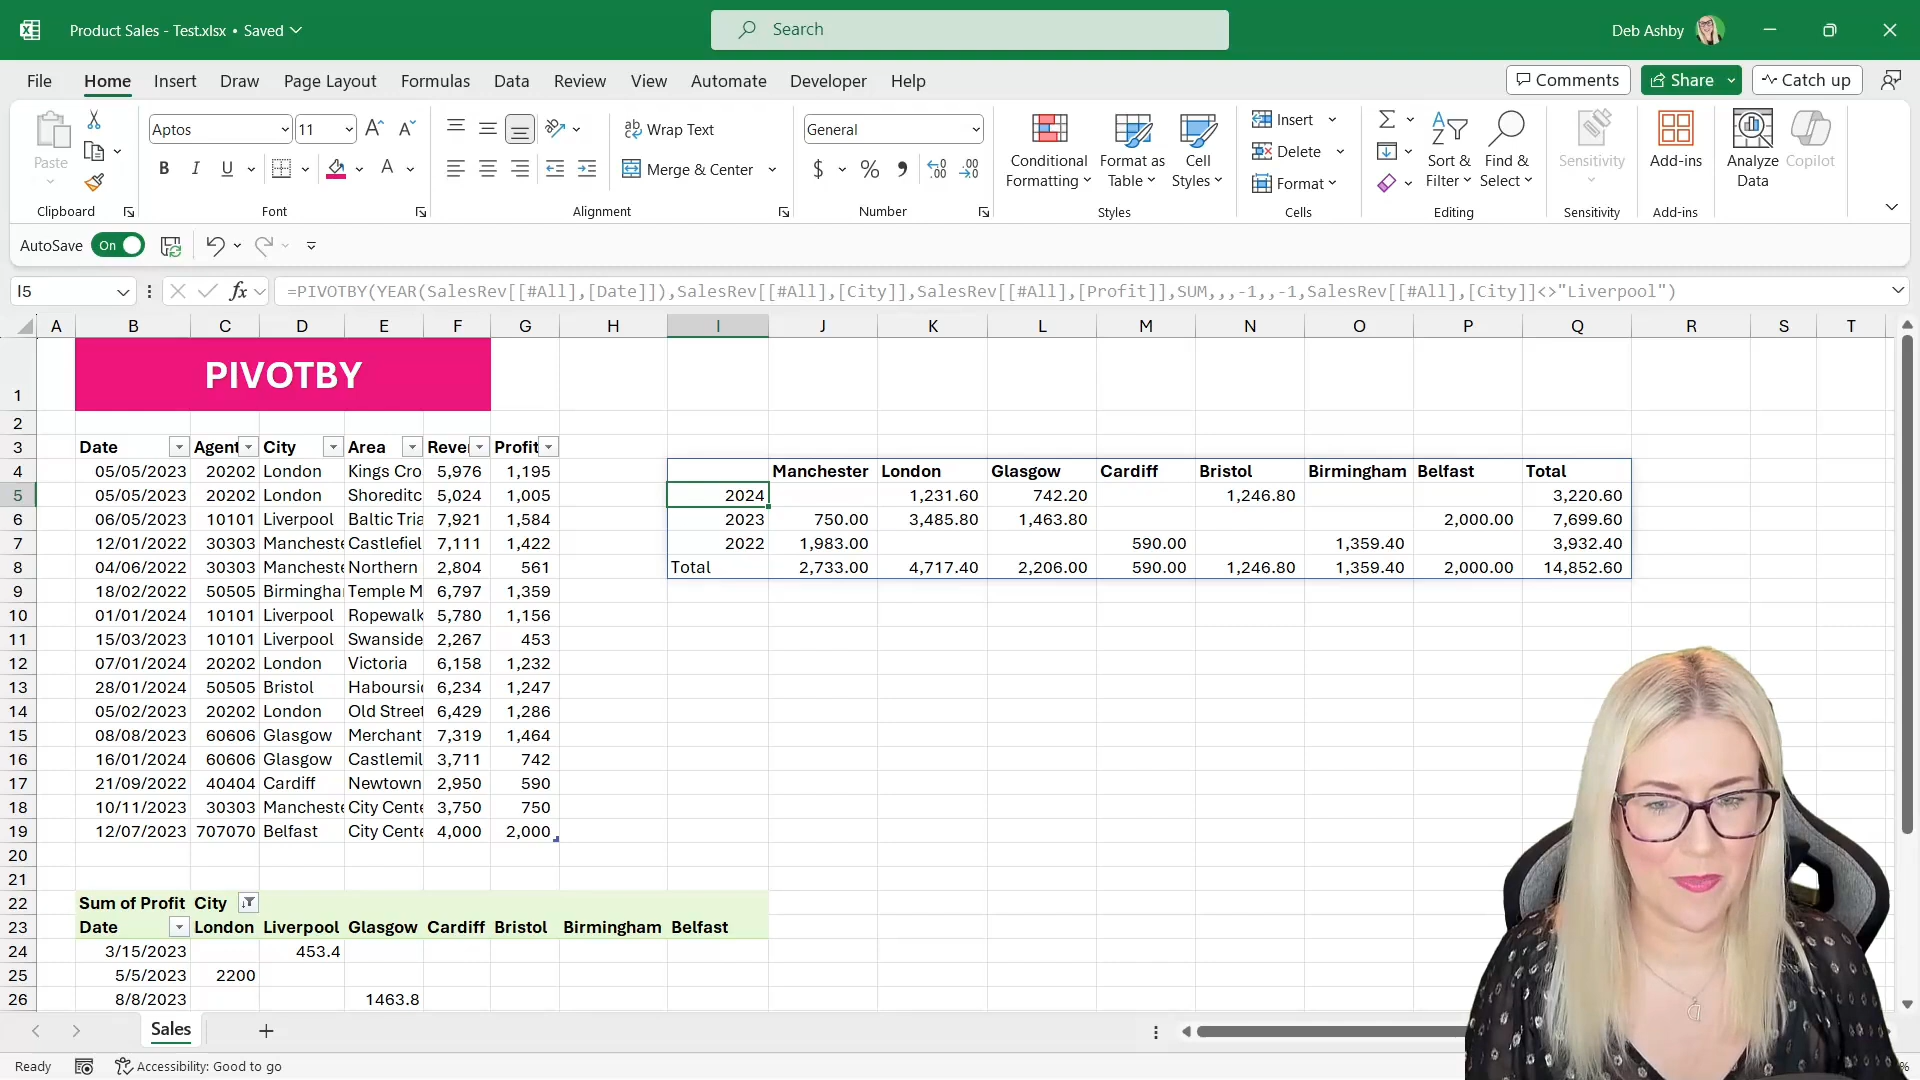 Product Sales - Test.xlsx • Saved
Search
Deb Ashby
File Home Insert Draw Page Layout Formulas Data Review View Automate Developer Help
Comments Share Catch up
Paste
Clipboard
Aptos 11
B I U A
Font
Wrap Text
Merge & Center
Alignment
General
$ % 9
Number
Conditional Formatting
Format as Table
Cell Styles
Styles
Insert
Delete
Format
Cells
Sort & Filter
Find & Select
Editing
Sensitivity
Sensitivity
Add-ins
Add-ins
Analyze Data
Copilot
AutoSave On
I5 fx =PIVOTBY(YEAR(SalesRev[[#All],[Date]]),SalesRev[[#All],[City]],SalesRev[[#All],[Profit]],SUM,,,-1,,-1,SalesRev[[#All],[City]]<>"Liverpool")
A B C D E F G H I J K L M N O P Q R S T
1 PIVOTBY
2
3 Date Agent City Area Reve Profit
4 05/05/2023 20202 London Kings Cro 5,976 1,195 Manchester London Glasgow Cardiff Bristol Birmingham Belfast Total
5 05/05/2023 20202 London Shoreditc 5,024 1,005 2024 1,231.60 742.20 1,246.80 3,220.60
6 06/05/2023 10101 Liverpool Baltic Tria 7,921 1,584 2023 750.00 3,485.80 1,463.80 2,000.00 7,699.60
7 12/01/2022 30303 Mancheste Castlefiel 7,111 1,422 2022 1,983.00 590.00 1,359.40 3,932.40
8 04/06/2022 30303 Mancheste Northern 2,804 561 Total 2,733.00 4,717.40 2,206.00 590.00 1,246.80 1,359.40 2,000.00 14,852.60
9 18/02/2022 50505 Birmingha Temple M 6,797 1,359
10 01/01/2024 10101 Liverpool Ropewalk 5,780 1,156
11 15/03/2023 10101 Liverpool Swanside 2,267 453
12 07/01/2024 20202 London Victoria 6,158 1,232
13 28/01/2024 50505 Bristol Haboursi 6,234 1,247
14 05/02/2023 20202 London Old Street 6,429 1,286
15 08/08/2023 60606 Glasgow Merchant 7,319 1,464
16 16/01/2024 60606 Glasgow Castlemil 3,711 742
17 21/09/2022 40404 Cardiff Newtown 2,950 590
18 10/11/2023 30303 Mancheste City Cente 3,750 750
19 12/07/2023 707070 Belfast City Cente 4,000 2,000
20
21
22 Sum of Profit City
23 Date London Liverpool Glasgow Cardiff Bristol Birmingham Belfast
24 3/15/2023 453.4
25 5/5/2023 2200
26 8/8/2023 1463.8
Sales
Ready Accessibility: Good to go